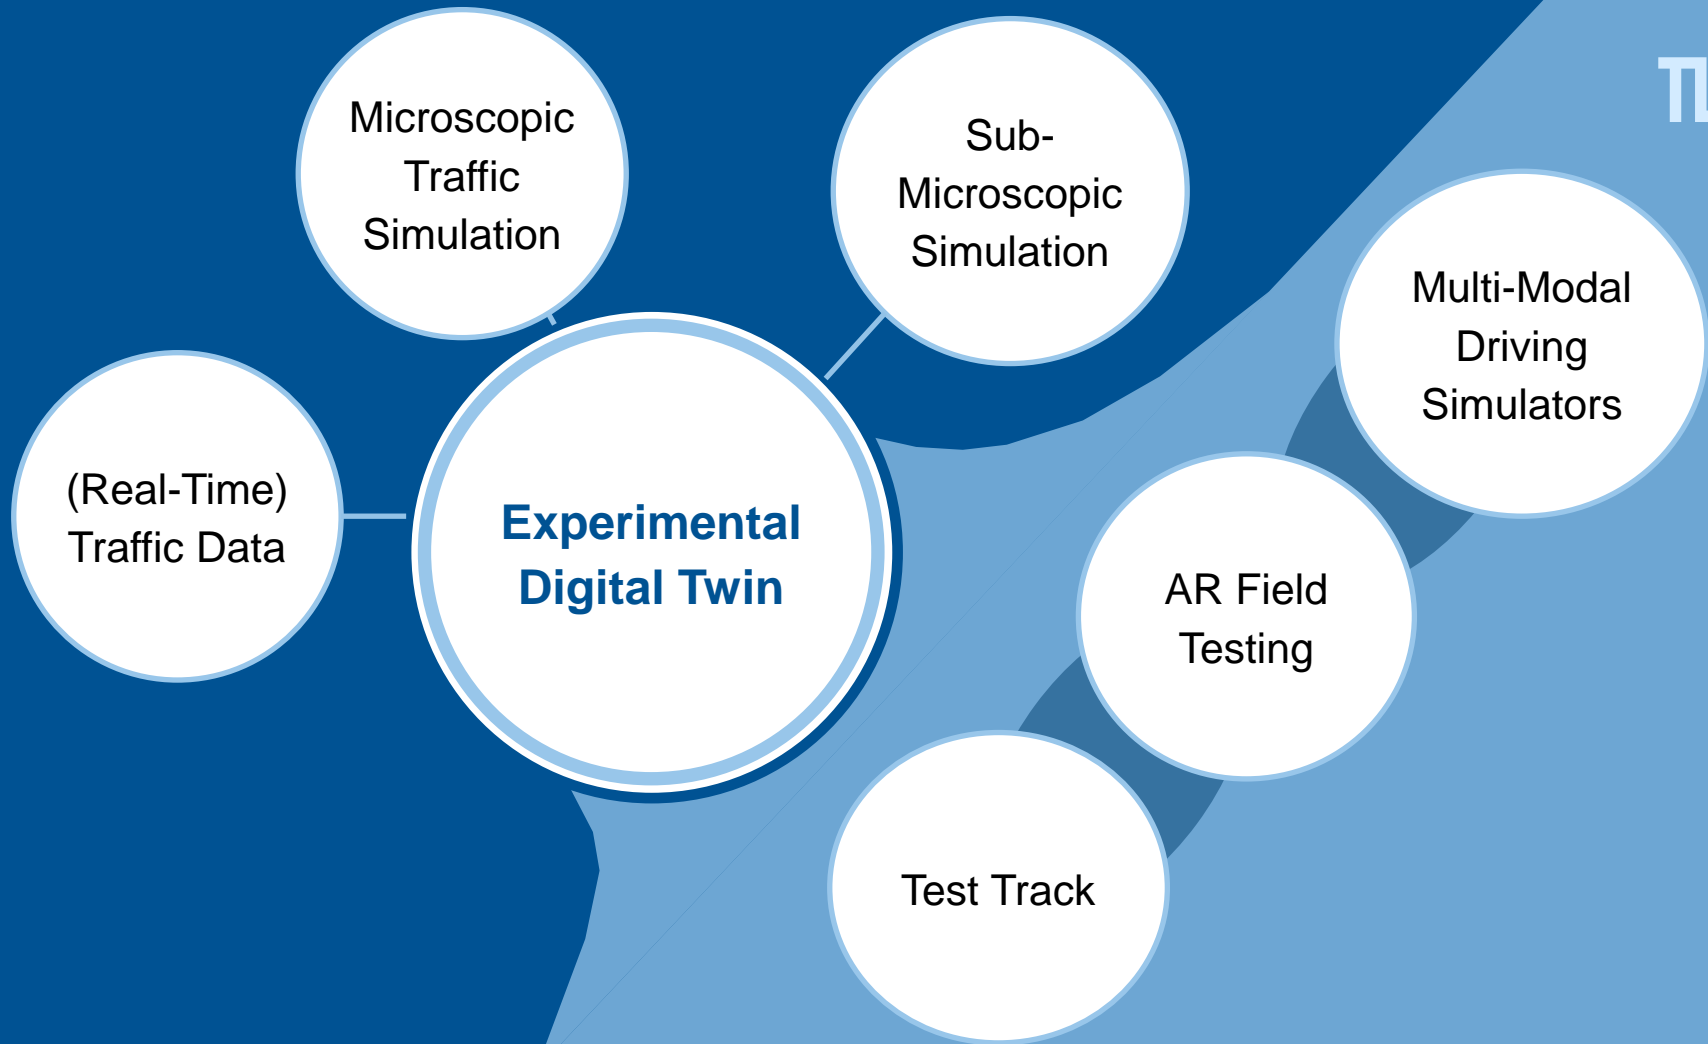 Microscopic
Traffic
Simulation
Sub-
Microscopic
Simulation
Multi-Modal
Driving
Simulators
(Real-Time)
Traffic Data
Experimental
Digital Twin
AR Field
Testing
Test Track